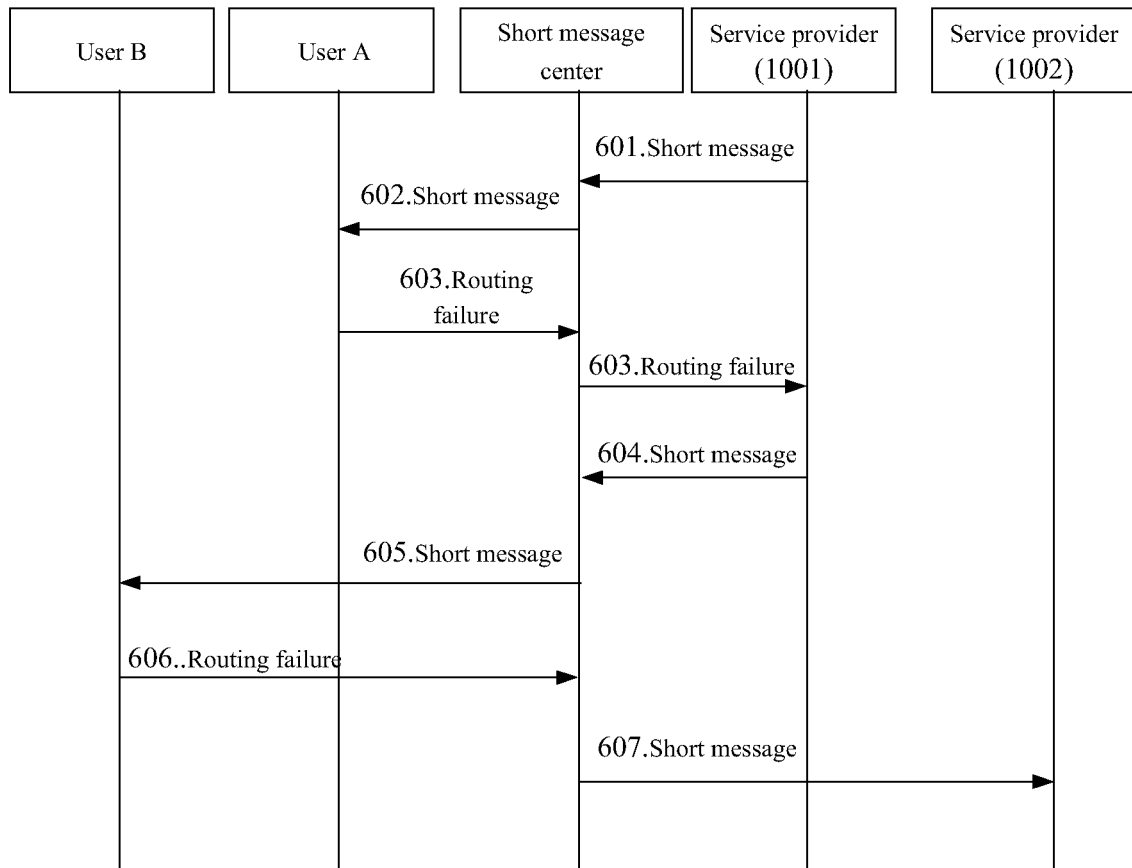 User B
User A
Short message
center
Service provider
(1001)
Service provider
(1002)
601.Short message
602.Short message
603.Routing
failure
603.Routing failure
604.Short message
605.Short message
606..Routing failure
607.Short message